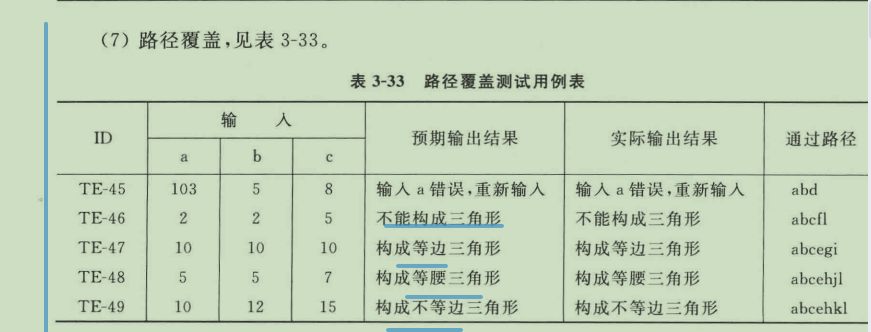 (7) 路径覆盖,见表 3-33。
表 3-33 路径覆盖测试用例表
ID 输 入 预期输出结果 实际输出结果 通过路径
a b c
TE-45 103 5 8 输入 a 错误,重新输入 输入 a 错误,重新输入 abd
TE-46 2 2 5 不能构成三角形 不能构成三角形 abcfl
TE-47 10 10 10 构成等边三角形 构成等边三角形 abcegi
TE-48 5 5 7 构成等腰三角形 构成等腰三角形 abcehjl
TE-49 10 12 15 构成不等边三角形 构成不等边三角形 abcehkl